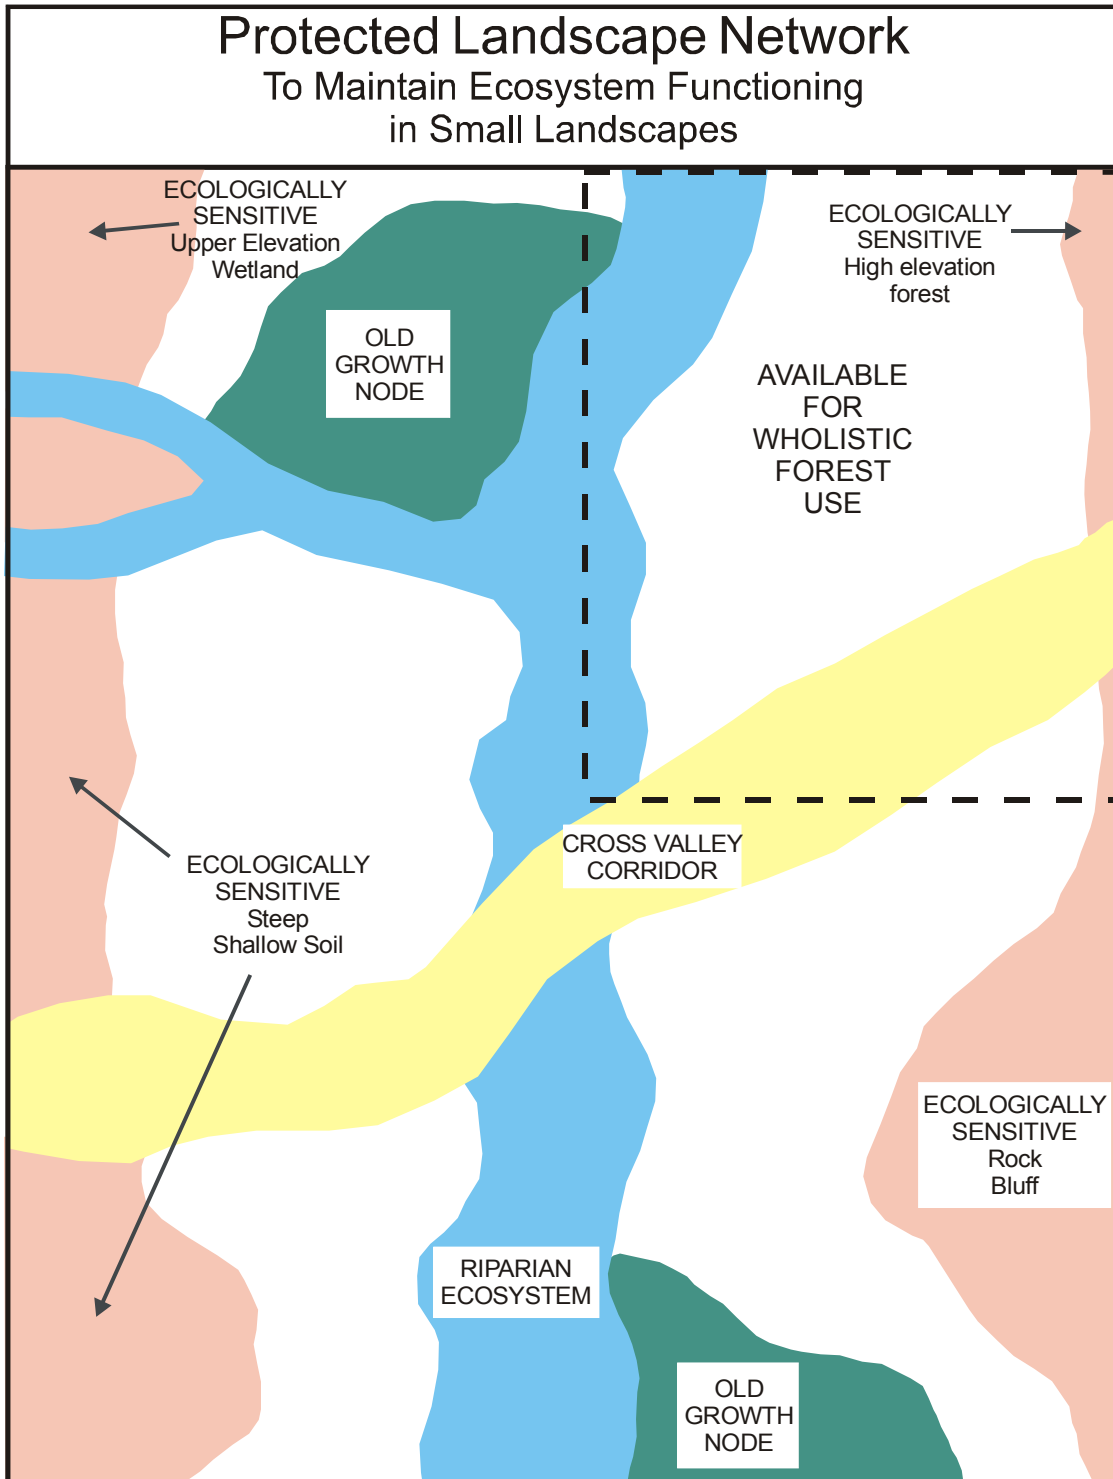 Protected Landscape Network
To Maintain Ecosystem Functioning
in Small Landscapes
ECOLOGICALLY
SENSITIVE
Upper Elevation
Wetland
ECOLOGICALLY
SENSITIVE
High elevation
forest
OLD
GROWTH
NODE
AVAILABLE
FOR
WHOLISTIC
FOREST
USE
CROSS VALLEY
CORRIDOR
ECOLOGICALLY
SENSITIVE
Steep
Shallow Soil
ECOLOGICALLY
SENSITIVE
Rock
Bluff
RIPARIAN
ECOSYSTEM
OLD
GROWTH
NODE